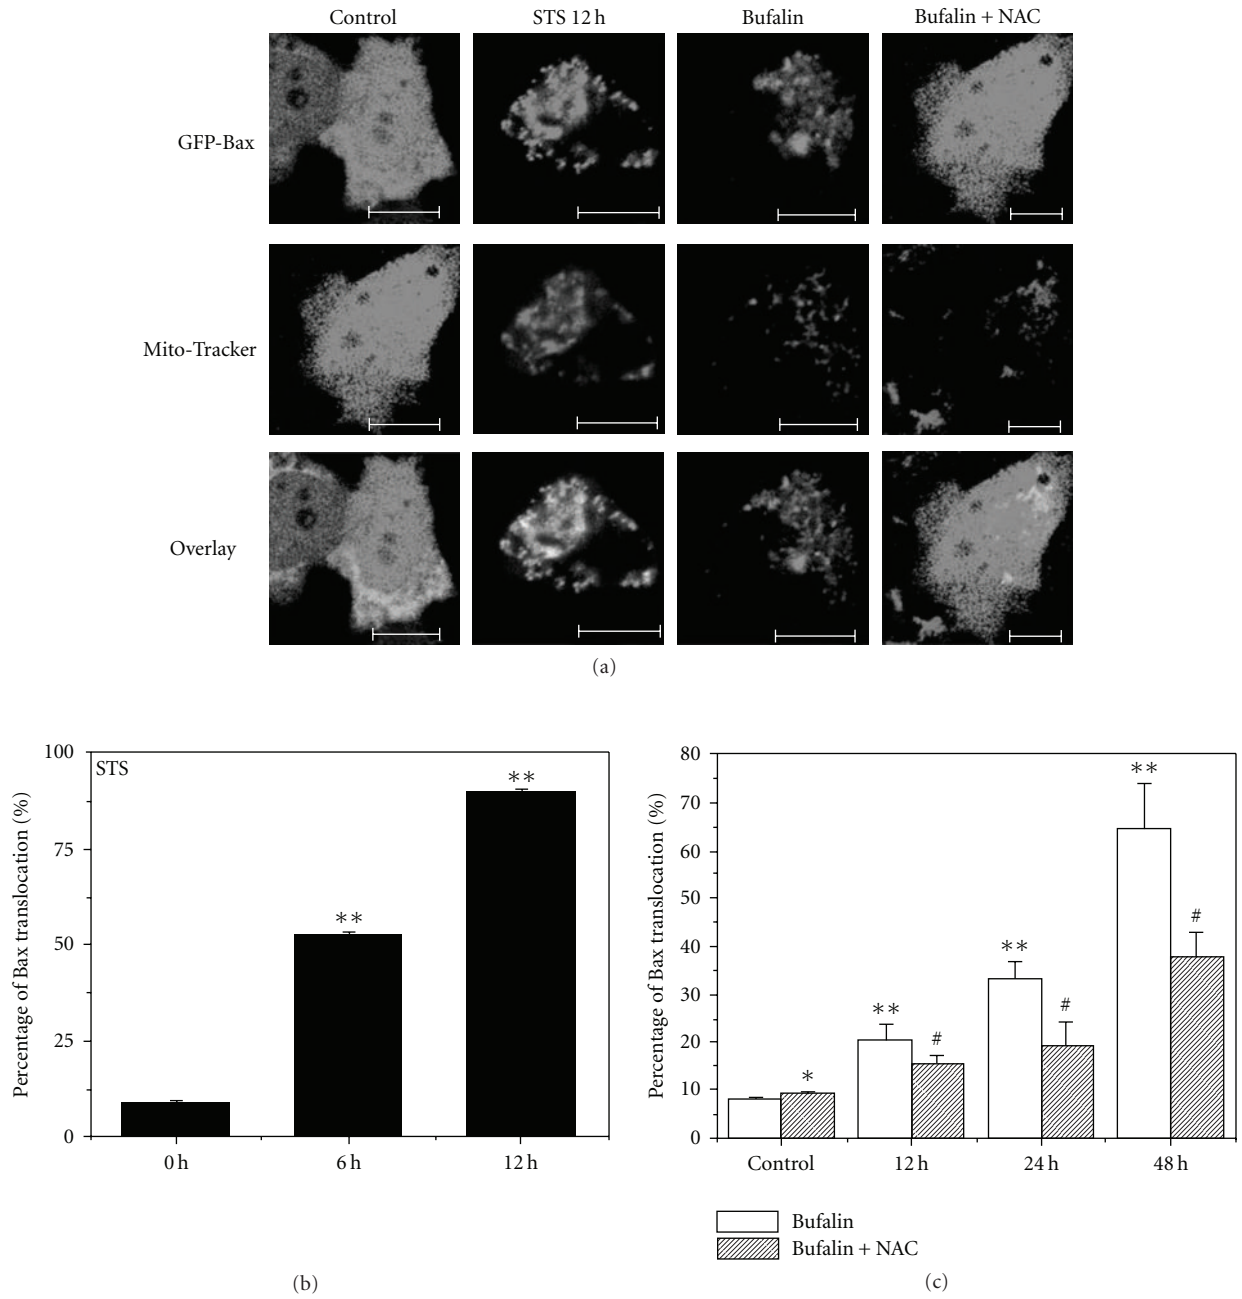 Control STS 12 h Bufalin Bufalin + NAC
GFP-Bax
Mito-Tracker
Overlay
(a)
STS
Percentage of Bax translocation (%)
100
75
50
25
0
**
**
0 h 6 h 12 h
(b)
Percentage of Bax translocation (%)
80
70
60
50
40
30
20
10
0
*
**
#
**
#
**
#
Control 12 h 24 h 48 h
Bufalin
Bufalin + NAC
(c)